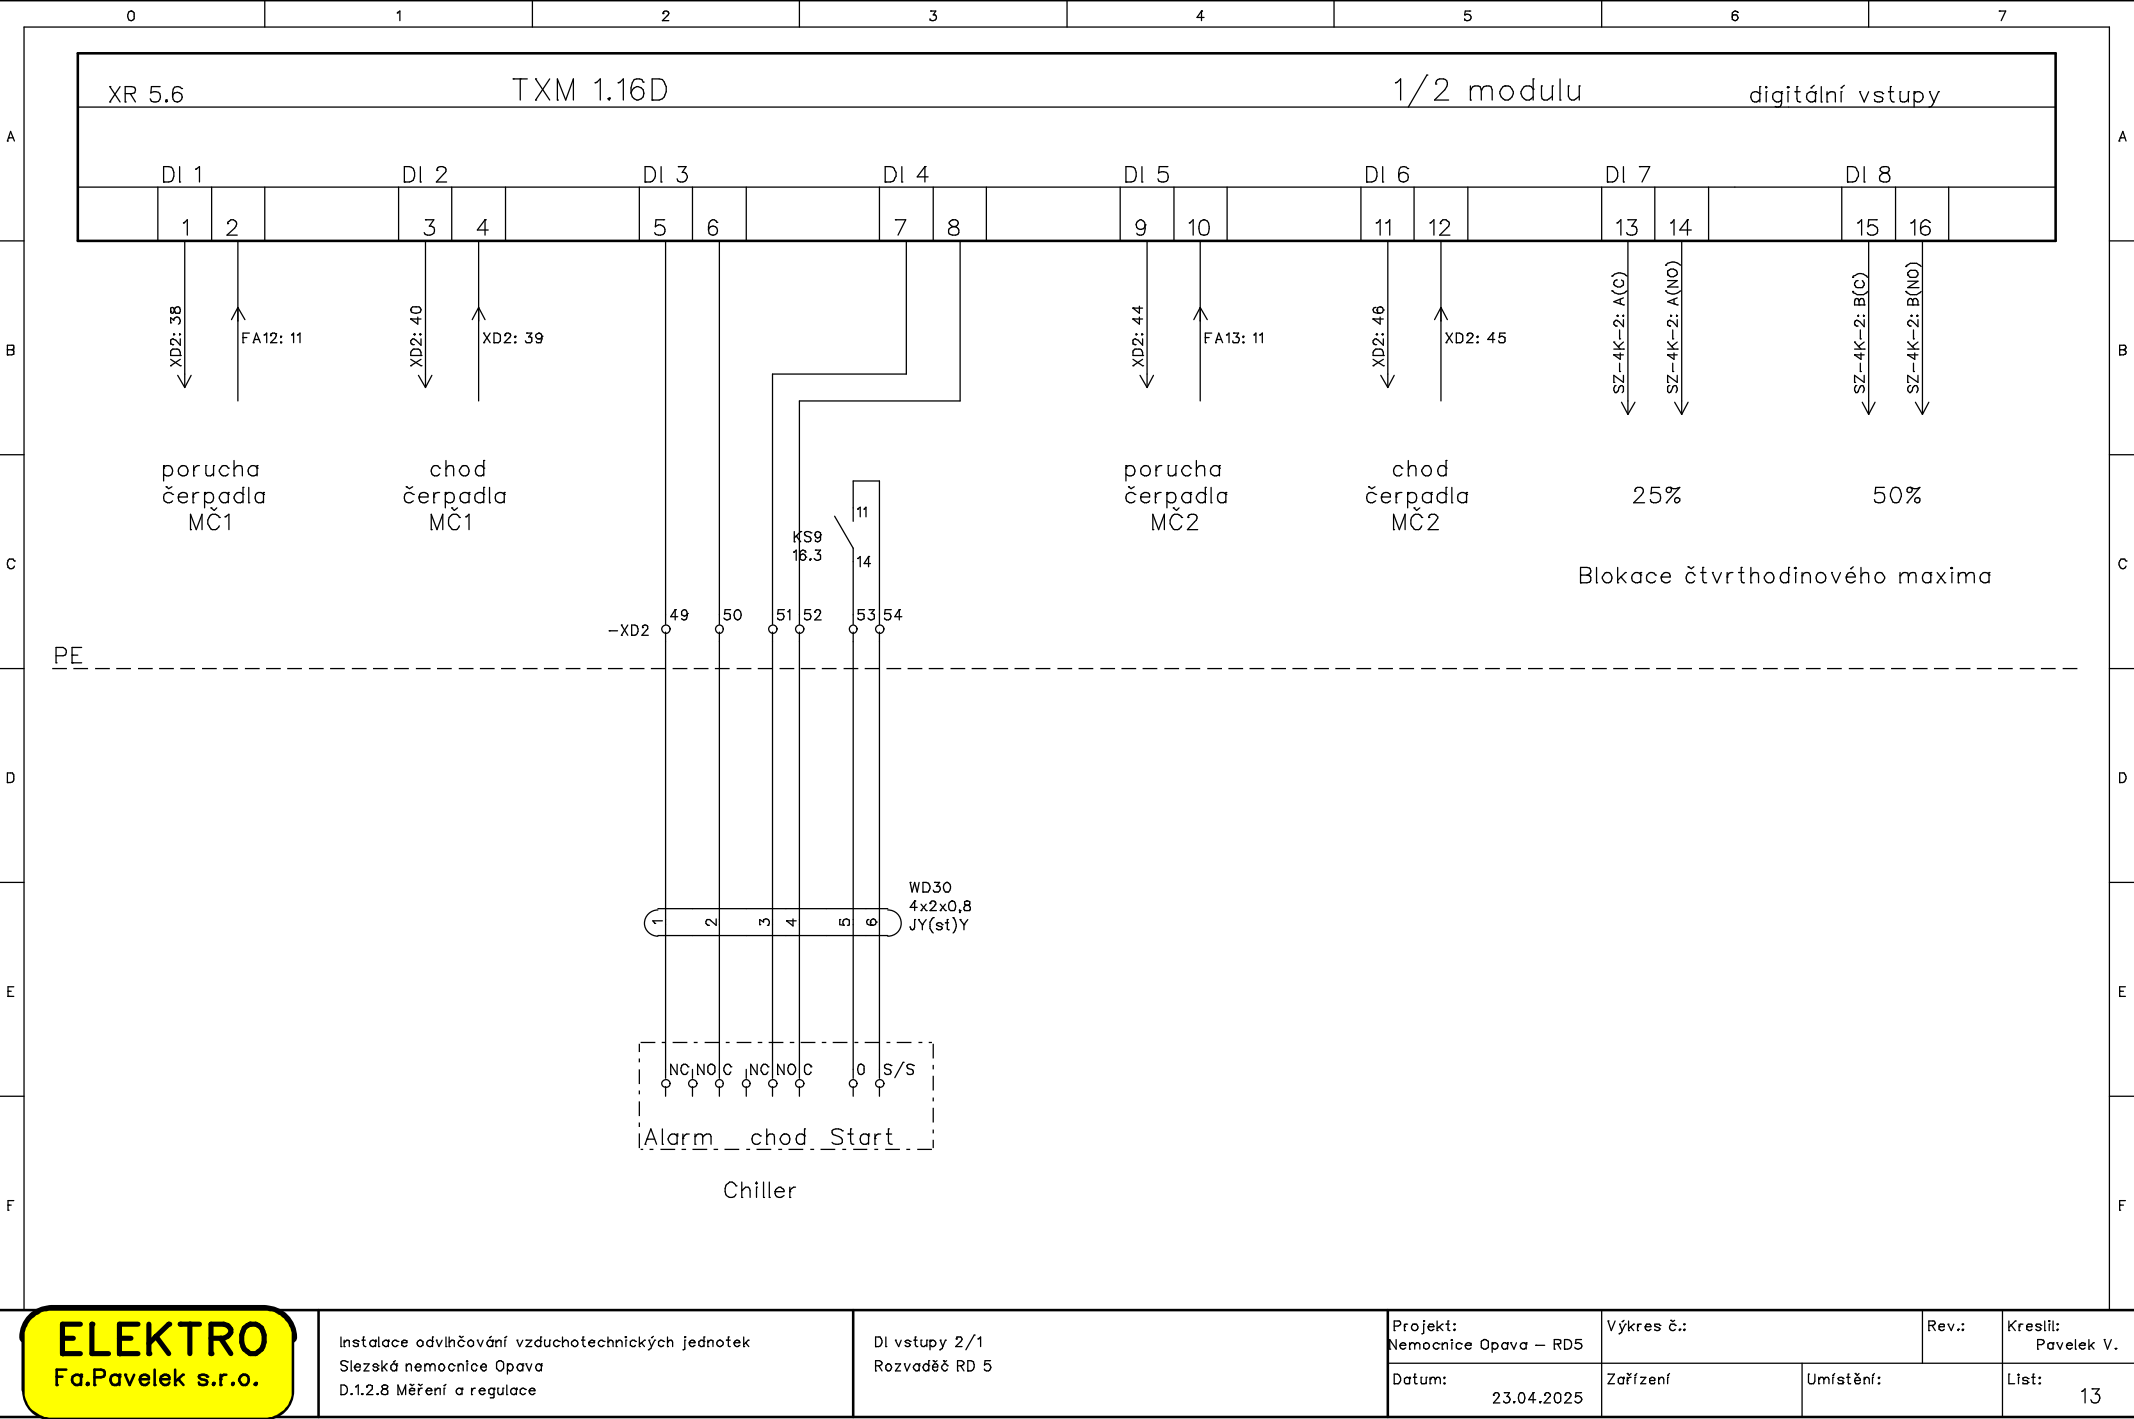 0 1 2 3 4 5 6 7
XR 5.6 TXM 1.16D 1/2 modulu digitální vstupy
A A
DI 1 DI 2 DI 3 DI 4 DI 5 DI 6 DI 7 DI 8
1 2 3 4 5 6 7 8 9 10 11 12 13 14 15 16
XD2: 38
FA12: 11
XD2: 40
XD2: 39
XD2: 44
FA13: 11
XD2: 46
XD2: 45
SZ-4K-2: A(C)
SZ-4K-2: A(NO)
SZ-4K-2: B(C)
SZ-4K-2: B(NO)
B B
porucha
čerpadla
MČ1
chod
čerpadla
MČ1
porucha
čerpadla
MČ2
chod
čerpadla
MČ2
25% 50%
Blokace čtvrthodinového maxima
11
KS9
16.3
14
C C
-XD2 49 50 51 52 53 54
PE
D D
WD30
4x2x0,8
JY(st)Y
1 2 3 4 5 6
E E
NC NO C NC NO C 0 S/S
Alarm chod Start
Chiller
F F
ELEKTRO
Fa.Pavelek s.r.o.
Instalace odvlhčování vzduchotechnických jednotek
Slezská nemocnice Opava
D.1.2.8 Měření a regulace
DI vstupy 2/1
Rozvaděč RD 5
Projekt:
Nemocnice Opava – RD5
Výkres č.:
Rev.:
Kreslil:
Pavelek V.
Datum:
23.04.2025
Zařízení
Umístění:
List:
13